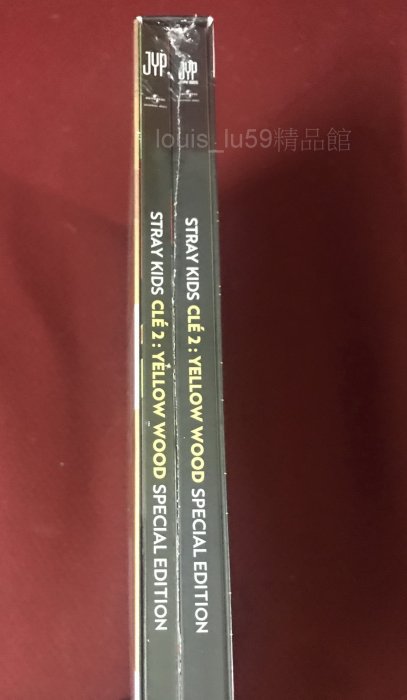 JYP
JYP
louis_lu59精品館
STRAY KIDS CLÉ 2 : YELLOW WOOD SPECIAL EDITION
STRAY KIDS CLÉ 2 : YELLOW WOOD SPECIAL EDITION